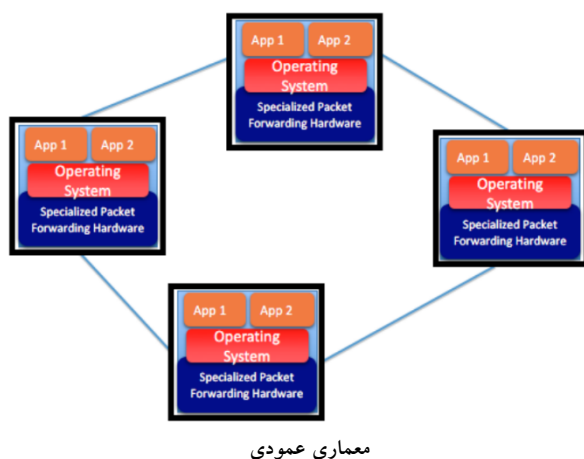 App 1 App 2
Operating
System
Specialized Packet
Forwarding Hardware
App 1 App 2
Operating
System
Specialized Packet
Forwarding Hardware
App 1 App 2
Operating
System
Specialized Packet
Forwarding Hardware
App 1 App 2
Operating
System
Specialized Packet
Forwarding Hardware
معماری عمودی